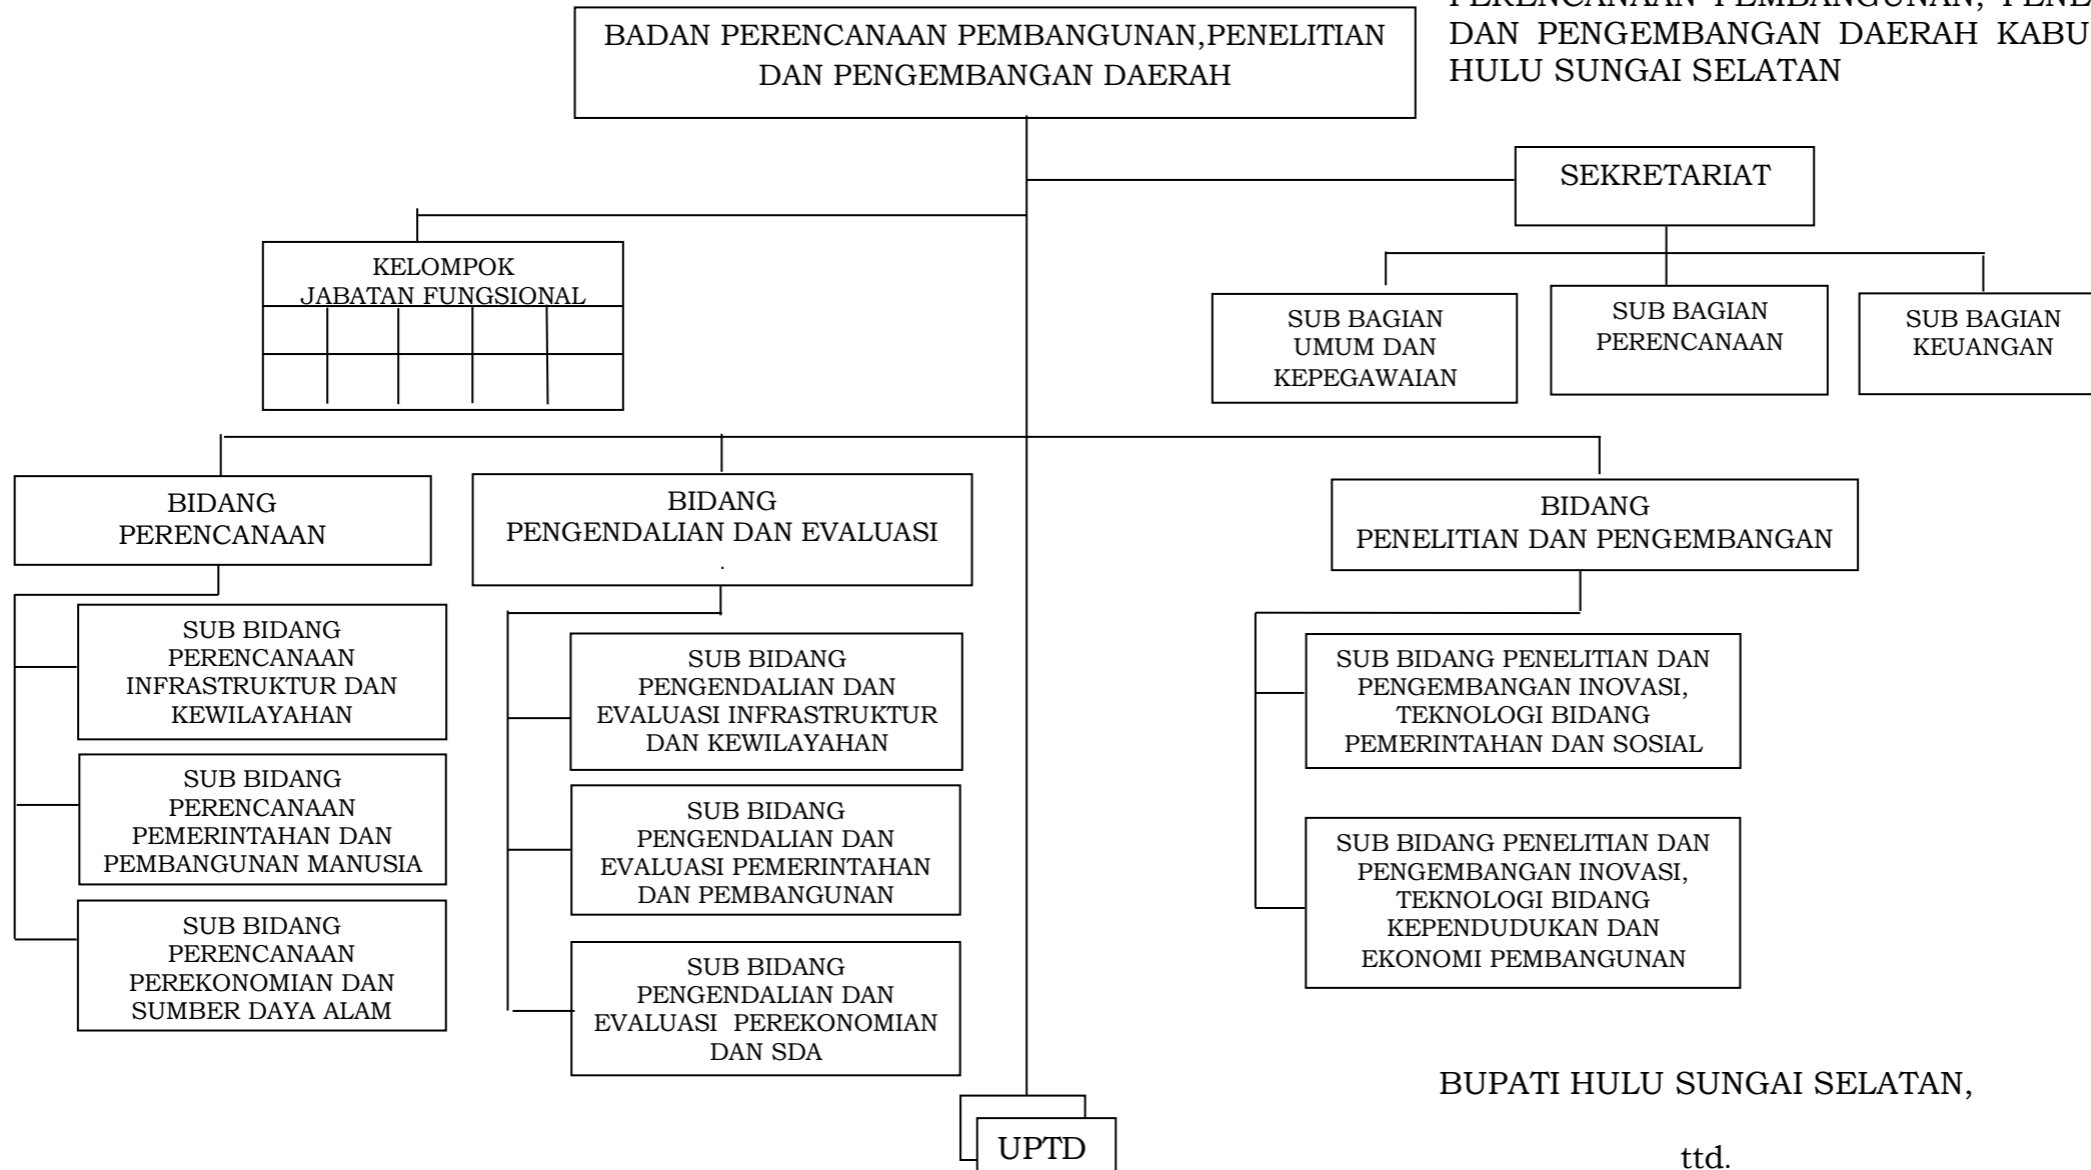 PERENCANAAN PEMBANGUNAN,
DAN PENGEMBANGAN DAERAH
HULU SUNGAI SELATAN
BADAN PERENCANAAN PEMBANGUNAN,PENELITIAN
DAN PENGEMBANGAN DAERAH
SEKRETARIAT
KELOMPOK
JABATAN FUNGSIONAL
SUB BAGIAN
UMUM DAN
KEPEGAWAIAN
SUB BAGIAN
PERENCANAAN
SUB BAGIAN
KEUANGAN
BIDANG
PERENCANAAN
BIDANG
PENGENDALIAN DAN EVALUASI
.
BIDANG
PENELITIAN DAN PENGEMBANGAN
SUB BIDANG
PERENCANAAN
INFRASTRUKTUR DAN
KEWILAYAHAN
SUB BIDANG
PERENCANAAN
PEMERINTAHAN DAN
PEMBANGUNAN MANUSIA
SUB BIDANG
PERENCANAAN
PEREKONOMIAN DAN
SUMBER DAYA ALAM
SUB BIDANG
PENGENDALIAN DAN
EVALUASI INFRASTRUKTUR
DAN KEWILAYAHAN
SUB BIDANG
PENGENDALIAN DAN
EVALUASI PEMERINTAHAN
DAN PEMBANGUNAN
SUB BIDANG
PENGENDALIAN DAN
EVALUASI PEREKONOMIAN
DAN SDA
SUB BIDANG PENELITIAN DAN
PENGEMBANGAN INOVASI,
TEKNOLOGI BIDANG
PEMERINTAHAN DAN SOSIAL
SUB BIDANG PENELITIAN DAN
PENGEMBANGAN INOVASI,
TEKNOLOGI BIDANG
KEPENDUDUKAN DAN
EKONOMI PEMBANGUNAN
UPTD
BUPATI HULU SUNGAI SELATAN,
ttd.